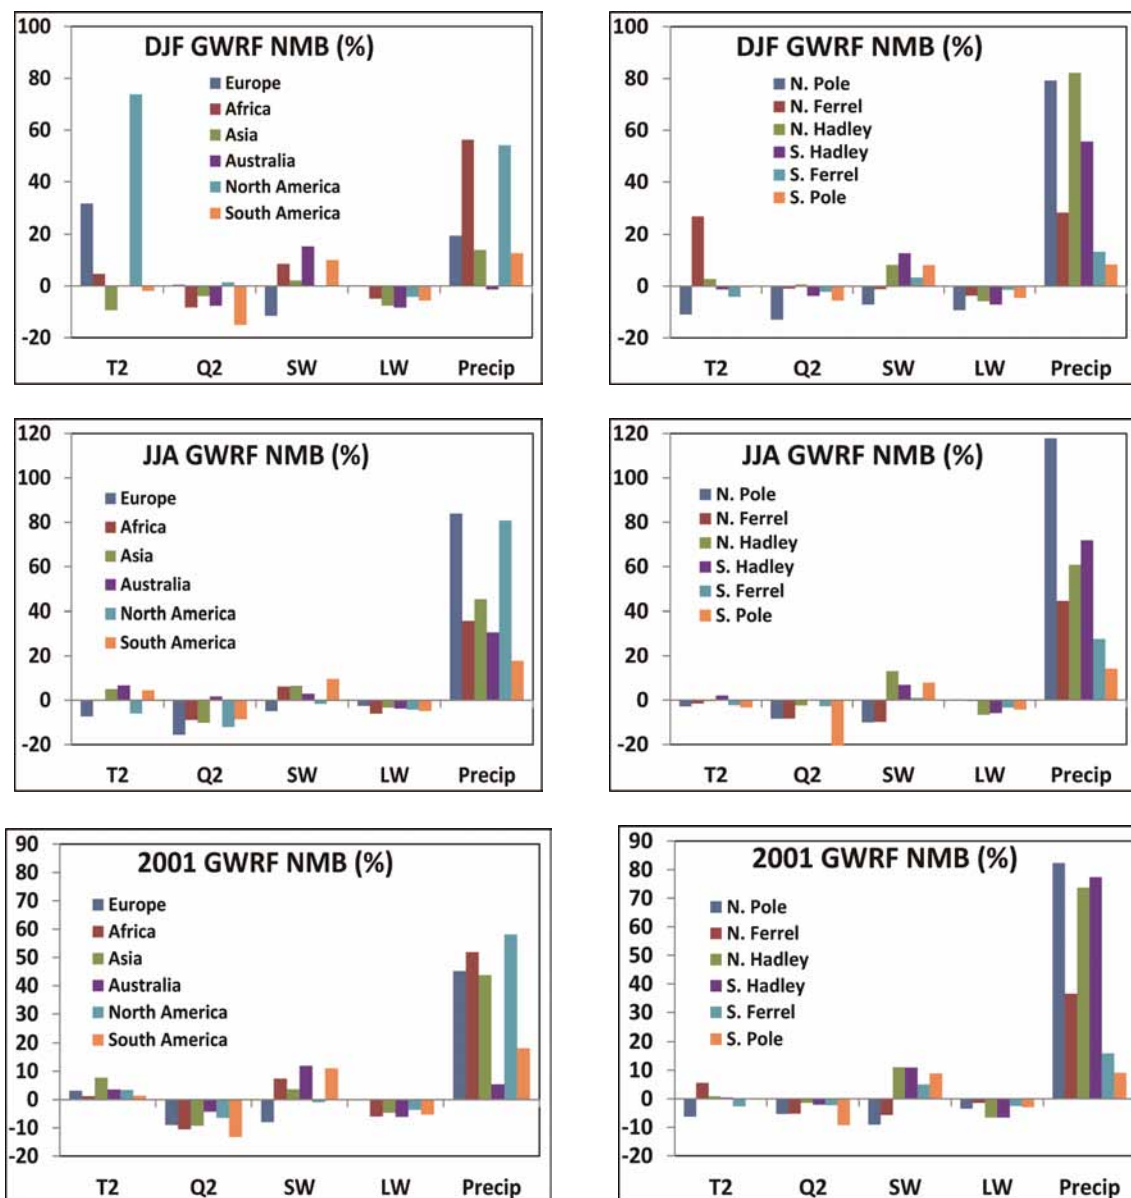 DJF GWRF NMB (%)
100
80
60
40
20
0
-20
Europe
Africa
Asia
Australia
North America
South America
T2 Q2 SW LW Precip
DJF GWRF NMB (%)
100
80
60
40
20
0
-20
N. Pole
N. Ferrel
N. Hadley
S. Hadley
S. Ferrel
S. Pole
T2 Q2 SW LW Precip
JJA GWRF NMB (%)
120
100
80
60
40
20
0
-20
Europe
Africa
Asia
Australia
North America
South America
T2 Q2 SW LW Precip
JJA GWRF NMB (%)
120
100
80
60
40
20
0
-20
N. Pole
N. Ferrel
N. Hadley
S. Hadley
S. Ferrel
S. Pole
T2 Q2 SW LW Precip
2001 GWRF NMB (%)
90
80
70
60
50
40
30
20
10
0
-10
-20
Europe
Africa
Asia
Australia
North America
South America
T2 Q2 SW LW Precip
2001 GWRF NMB (%)
90
80
70
60
50
40
30
20
10
0
-10
-20
N. Pole
N. Ferrel
N. Hadley
S. Hadley
S. Ferrel
S. Pole
T2 Q2 SW LW Precip